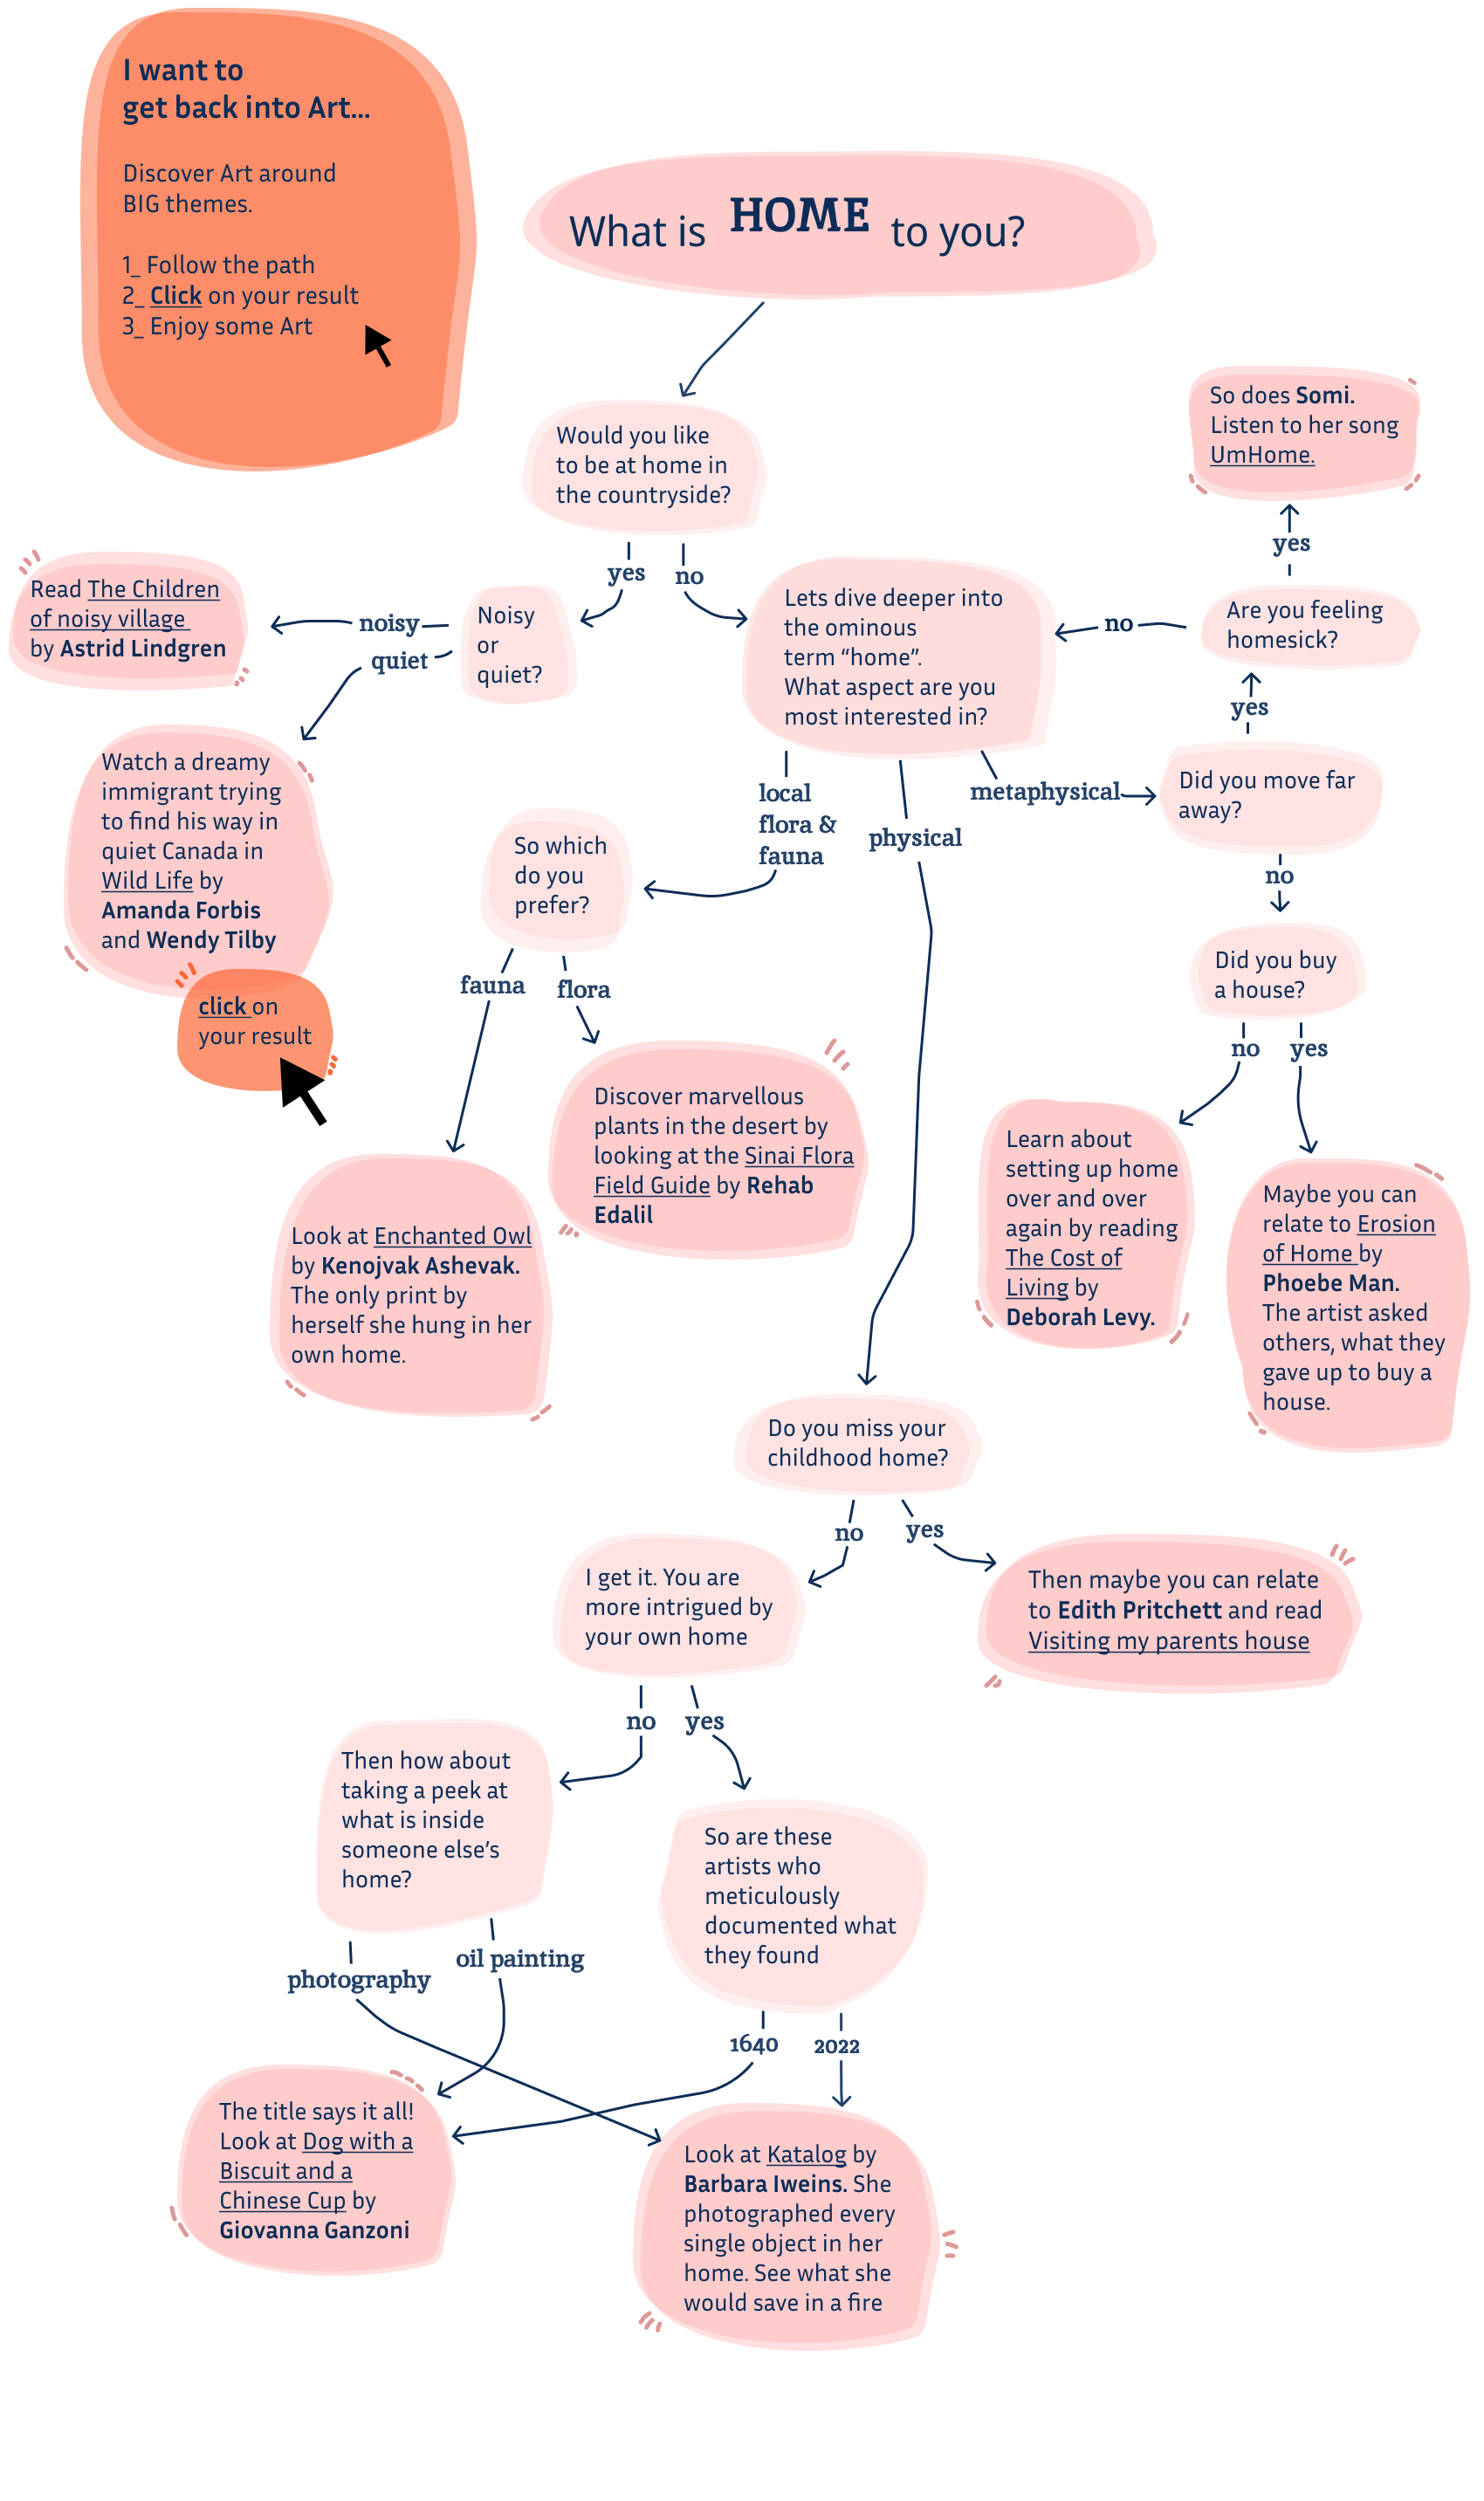 I want to
get back into Art...
Discover Art around
BIG themes.
1_ Follow the path
2_ Click on your result
3_ Enjoy some Art
What is HOME to you?
Would you like
to be at home in
the countryside?
yes
no
Noisy
or
quiet?
noisy
quiet
Read The Children
of noisy village
by Astrid Lindgren
Watch a dreamy
immigrant trying
to find his way in
quiet Canada in
Wild Life by
Amanda Forbis
and Wendy Tilby
click on
your result
Lets dive deeper into
the ominous
term “home”.
What aspect are you
most interested in?
local
flora &
fauna
physical
metaphysical
Did you move far
away?
yes
Are you feeling
homesick?
no
yes
So does Somi.
Listen to her song
UmHome.
no
Did you buy
a house?
no
yes
Learn about
setting up home
over and over
again by reading
The Cost of
Living by
Deborah Levy.
Maybe you can
relate to Erosion
of Home by
Phoebe Man.
The artist asked
others, what they
gave up to buy a
house.
So which
do you
prefer?
fauna
flora
Discover marvellous
plants in the desert by
looking at the Sinai Flora
Field Guide by Rehab
Edalil
Look at Enchanted Owl
by Kenojvak Ashevak.
The only print by
herself she hung in her
own home.
Do you miss your
childhood home?
no
yes
Then maybe you can relate
to Edith Pritchett and read
Visiting my parents house
I get it. You are
more intrigued by
your own home
no
yes
Then how about
taking a peek at
what is inside
someone else’s
home?
So are these
artists who
meticulously
documented what
they found
photography
oil painting
1640
2022
The title says it all!
Look at Dog with a
Biscuit and a
Chinese Cup by
Giovanna Ganzoni
Look at Katalog by
Barbara Iweins. She
photographed every
single object in her
home. See what she
would save in a fire